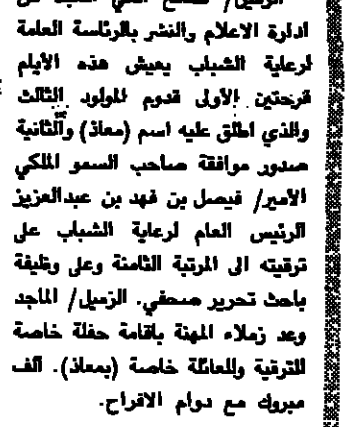 ادارة الاعلام والنشر بالرئاسة العامة
لرعاية الشباب يعيش هذه الأيام
فرحتين الأولى قدوم المولود الثالث
والذي اطلق عليه اسم (معاذ) والثانية
صدور موافقة صاحب السمو الملكي
الأمير/ فيصل بن فهد بن عبدالعزيز
الرئيس العام لرعاية الشباب على
ترقيته الى المرتبة الثامنة وعلى وظيفة
باحث تحرير صحفي. الزميل/ الماجد
وعد زملاء المهنة باقامة حفلة خاصة
للترقية وللعائلة خاصة (بمعاذ). الف
مبروك مع دوام الافراح.